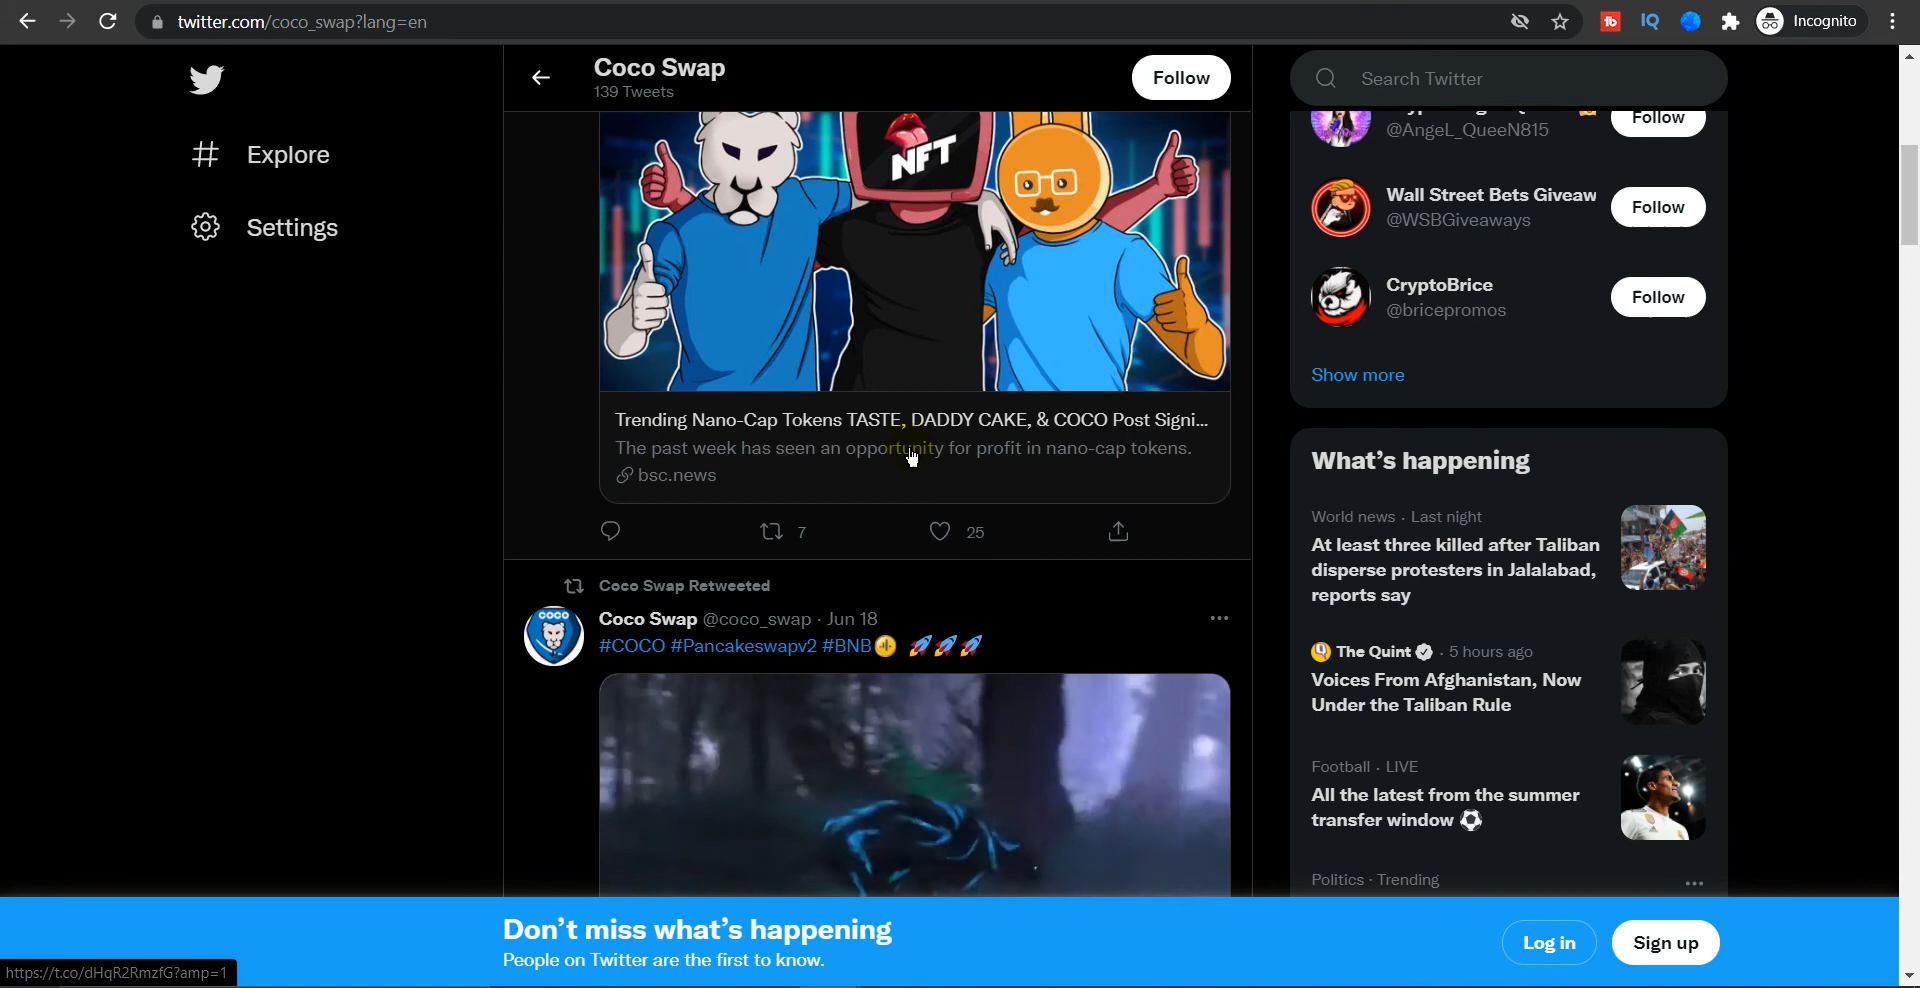 twitter.com/coco_swap?lang=en
Incognito
Explore
Settings
Coco Swap
139 Tweets
Follow
NFT
Trending Nano-Cap Tokens TASTE, DADDY CAKE, & COCO Post Signi...
The past week has seen an opportunity for profit in nano-cap tokens.
bsc.news
7
25
Coco Swap Retweeted
Coco Swap @coco_swap · Jun 18
#COCO #Pancakeswapv2 #BNB
COCO
Search Twitter
@AngeL_QueeN815
Follow
Wall Street Bets Giveaw
@WSBGiveaways
Follow
CryptoBrice
@bricepromos
Follow
Show more
What's happening
World news · Last night
At least three killed after Taliban
disperse protesters in Jalalabad,
reports say
The Quint · 5 hours ago
Voices From Afghanistan, Now
Under the Taliban Rule
Football · LIVE
All the latest from the summer
transfer window
Politics · Trending
Don't miss what's happening
People on Twitter are the first to know.
Log in
Sign up
https://t.co/dHqR2RmzfG?amp=1